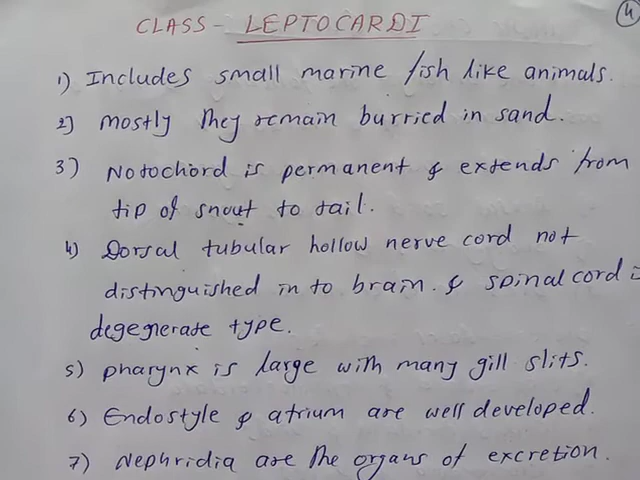 4
CLASS - LEPTOCARDI
1) Includes small marine fish like animals.
2) mostly they remain burried in sand.
3) Notochord is permanent & extends from
tip of snout to tail.
4) Dorsal tubular hollow nerve cord not
distinguished in to brain. & spinal cord is
degenerate type.
5) pharynx is large with many gill slits.
6) Endostyle & atrium are well developed.
7) Nephridia are the organs of excretion.